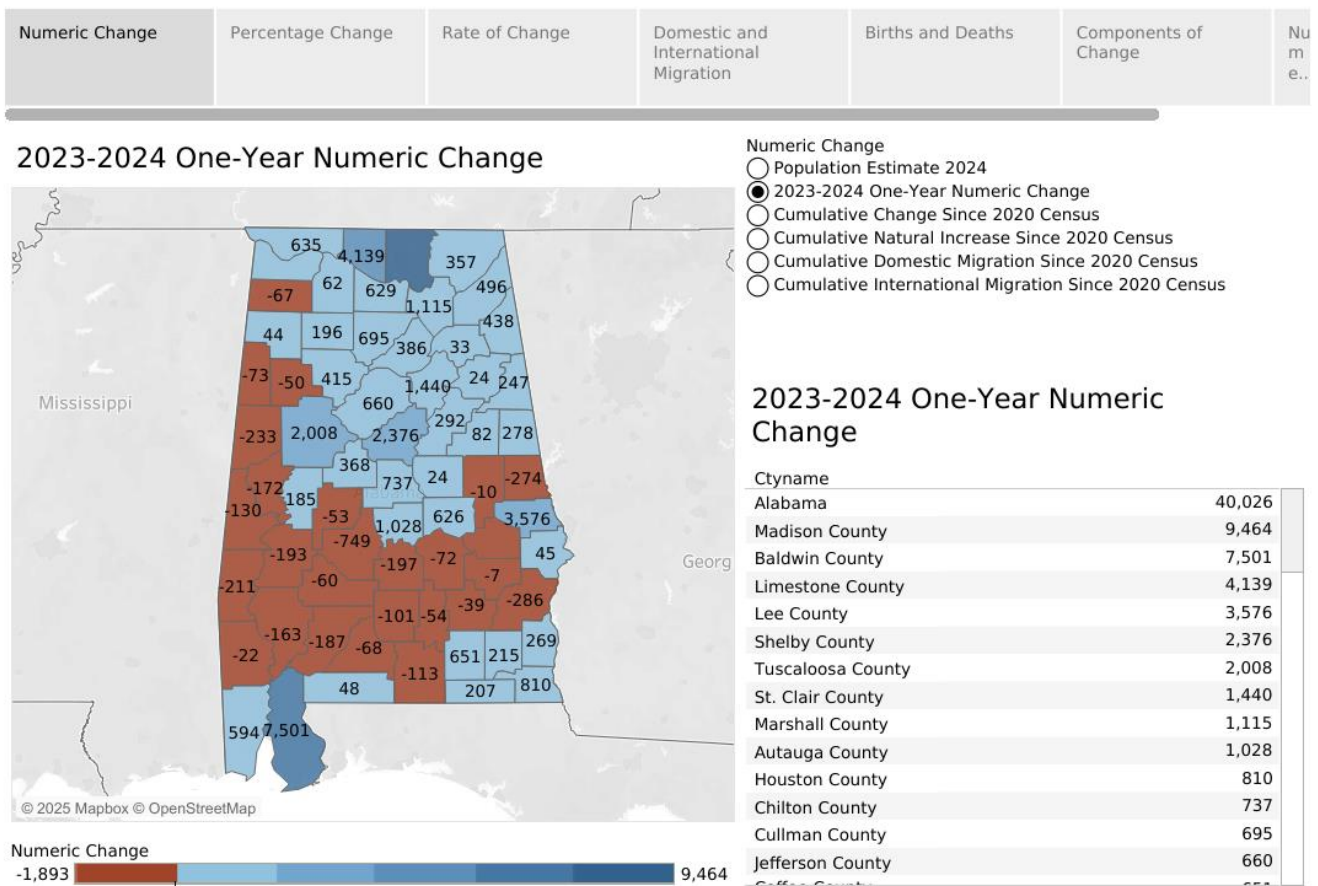 Numeric Change
Percentage Change
Rate of Change
Domestic and
International
Migration
Births and Deaths
Components of
Change
Nu
m
e..
2023-2024 One-Year Numeric Change
Numeric Change
Population Estimate 2024
2023-2024 One-Year Numeric Change
Cumulative Change Since 2020 Census
Cumulative Natural Increase Since 2020 Census
Cumulative Domestic Migration Since 2020 Census
Cumulative International Migration Since 2020 Census
635
4,139
357
-67
62
629
1,115
496
44
196
695
386
33
438
-73
-50
415
660
1,440
24
247
Mississippi
-233
2,008
2,376
292
82
278
-172
185
368
737
24
-10
-274
Alabama
-130
-53
1,028
626
3,576
-193
-749
-197
-72
45
Georg
-211
-60
-7
-101
-54
-39
-286
-163
-187
-68
-22
-113
651
215
269
48
207
810
594
7,501
© 2025 Mapbox © OpenStreetMap
Numeric Change
-1,893
9,464
2023-2024 One-Year Numeric
Change
Ctyname
Alabama 40,026
Madison County 9,464
Baldwin County 7,501
Limestone County 4,139
Lee County 3,576
Shelby County 2,376
Tuscaloosa County 2,008
St. Clair County 1,440
Marshall County 1,115
Autauga County 1,028
Houston County 810
Chilton County 737
Cullman County 695
Jefferson County 660
Coffee County 651